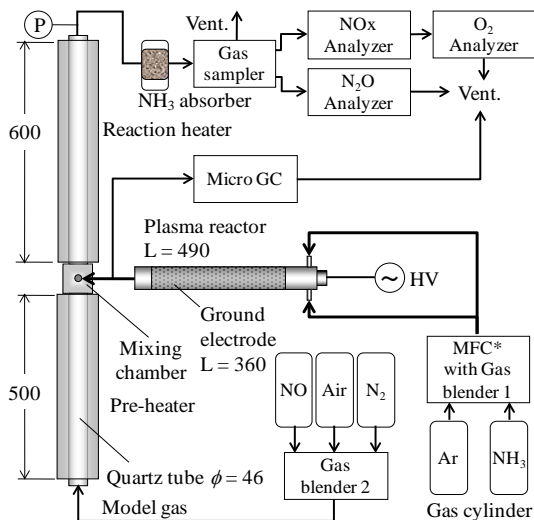 P
Vent.
Gas
sampler
NOx
Analyzer
O₂
Analyzer
NH₃ absorber
N₂O
Analyzer
Vent.
600
Reaction heater
Micro GC
Plasma reactor
L = 490
~
HV
Ground
electrode
L = 360
Mixing
chamber
MFC*
with Gas
blender 1
500
Pre-heater
NO
Air
N₂
Ar
NH₃
Quartz tube ϕ = 46
Gas
blender 2
Model gas
Gas cylinder